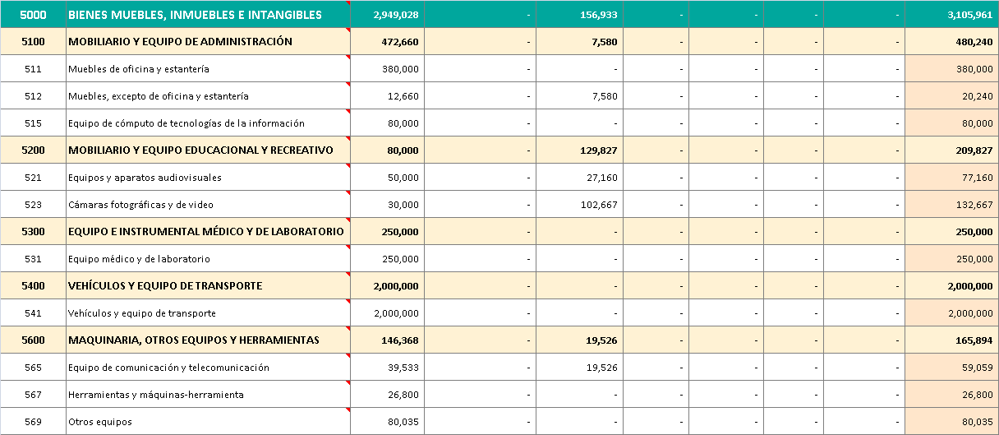 5000 BIENES MUEBLES, INMUEBLES E INTANGIBLES 2,949,028 - 156,933 - - - 3,105,961
5100 MOBILIARIO Y EQUIPO DE ADMINISTRACIÓN 472,660 - 7,580 - - - 480,240
511 Muebles de oficina y estantería 380,000 - - - - - 380,000
512 Muebles, excepto de oficina y estantería 12,660 - 7,580 - - - 20,240
515 Equipo de cómputo de tecnologías de la información 80,000 - - - - - 80,000
5200 MOBILIARIO Y EQUIPO EDUCACIONAL Y RECREATIVO 80,000 - 129,827 - - - 209,827
521 Equipos y aparatos audiovisuales 50,000 - 27,160 - - - 77,160
523 Cámaras fotográficas y de video 30,000 - 102,667 - - - 132,667
5300 EQUIPO E INSTRUMENTAL MÉDICO Y DE LABORATORIO 250,000 - - - - - 250,000
531 Equipo médico y de laboratorio 250,000 - - - - - 250,000
5400 VEHÍCULOS Y EQUIPO DE TRANSPORTE 2,000,000 - - - - - 2,000,000
541 Vehículos y equipo de transporte 2,000,000 - - - - - 2,000,000
5600 MAQUINARIA, OTROS EQUIPOS Y HERRAMIENTAS 146,368 - 19,526 - - - 165,894
565 Equipo de comunicación y telecomunicación 39,533 - 19,526 - - - 59,059
567 Herramientas y máquinas-herramienta 26,800 - - - - - 26,800
569 Otros equipos 80,035 - - - - - 80,035